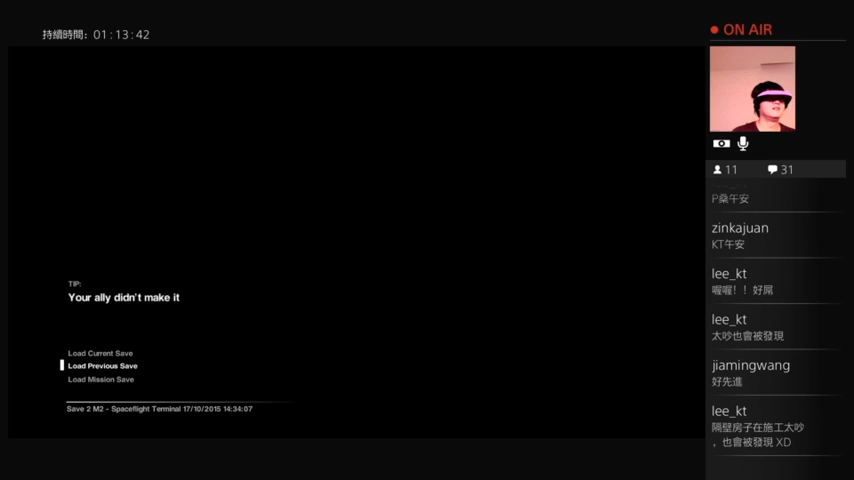 持續時間: 01:13:42
ON AIR
11
31
P桑午安
zinkajuan
KT午安
lee_kt
喔喔！！好屌
lee_kt
太吵也會被發現
jiamingwang
好先進
lee_kt
隔壁房子在施工太吵
，也會被發現 XD
TIP:
Your ally didn't make it
Load Current Save
Load Previous Save
Load Mission Save
Save 2 M2 - Spaceflight Terminal 17/10/2015 14:34:07